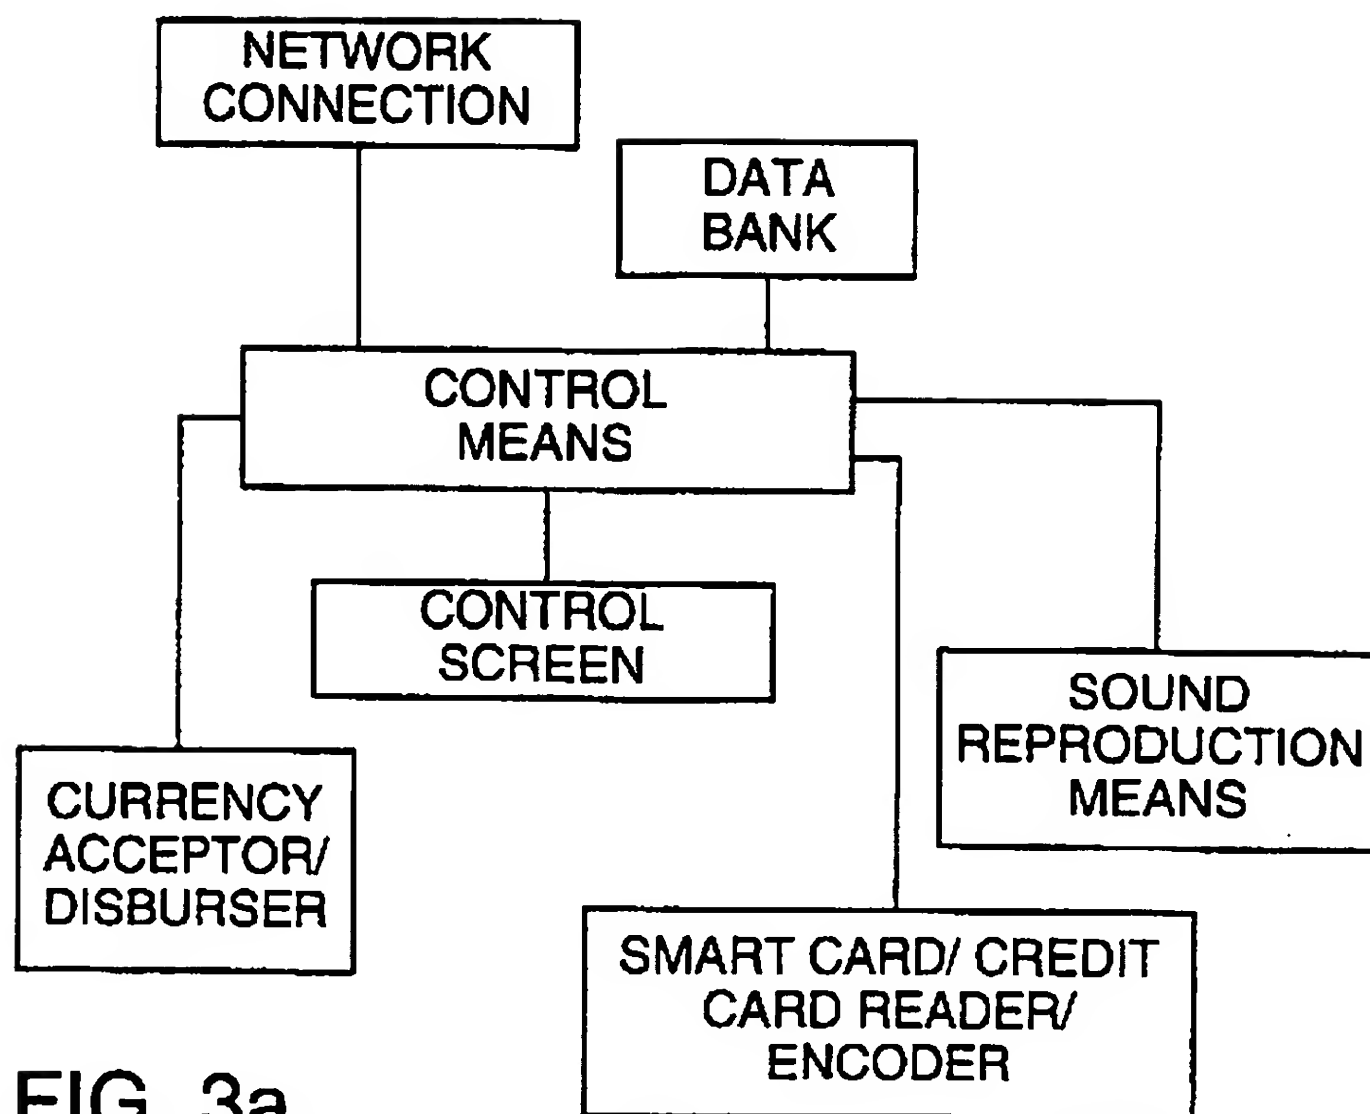 NETWORK
CONNECTION
DATA
BANK
CONTROL
MEANS
CONTROL
SCREEN
SOUND
REPRODUCTION
MEANS
CURRENCY
ACCEPTOR/
DISBURSER
SMART CARD/ CREDIT
CARD READER/
ENCODER
FIG. 3a